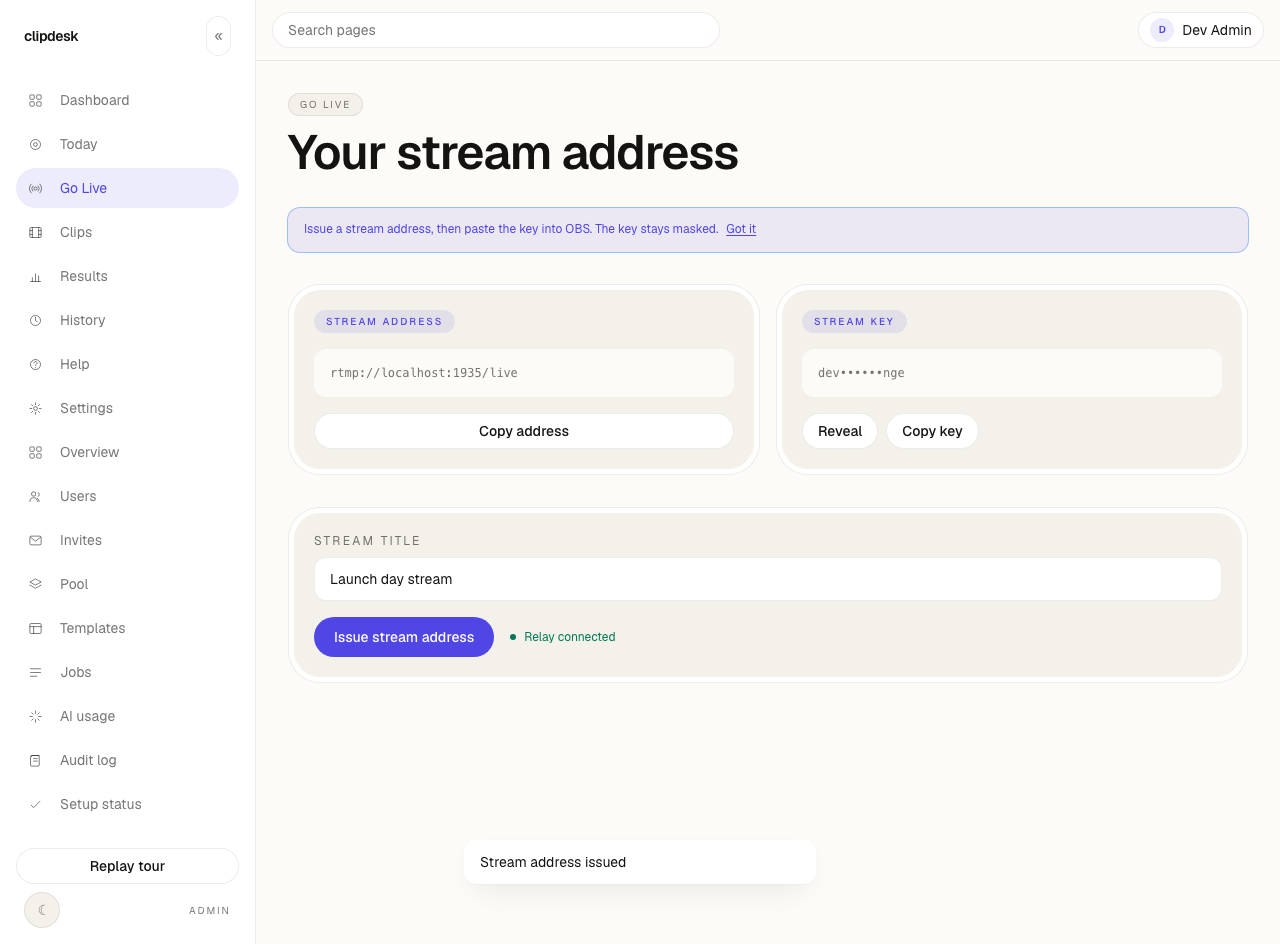 clipdesk
«
Dashboard
Today
Go Live
Clips
Results
History
Help
Settings
Overview
Users
Invites
Pool
Templates
Jobs
AI usage
Audit log
Setup status
Replay tour
ADMIN
Search pages
D Dev Admin
GO LIVE
Your stream address
Issue a stream address, then paste the key into OBS. The key stays masked. Got it
STREAM ADDRESS
rtmp://localhost:1935/live
Copy address
STREAM KEY
dev••••••nge
Reveal Copy key
STREAM TITLE
Launch day stream
Issue stream address
Relay connected
Stream address issued